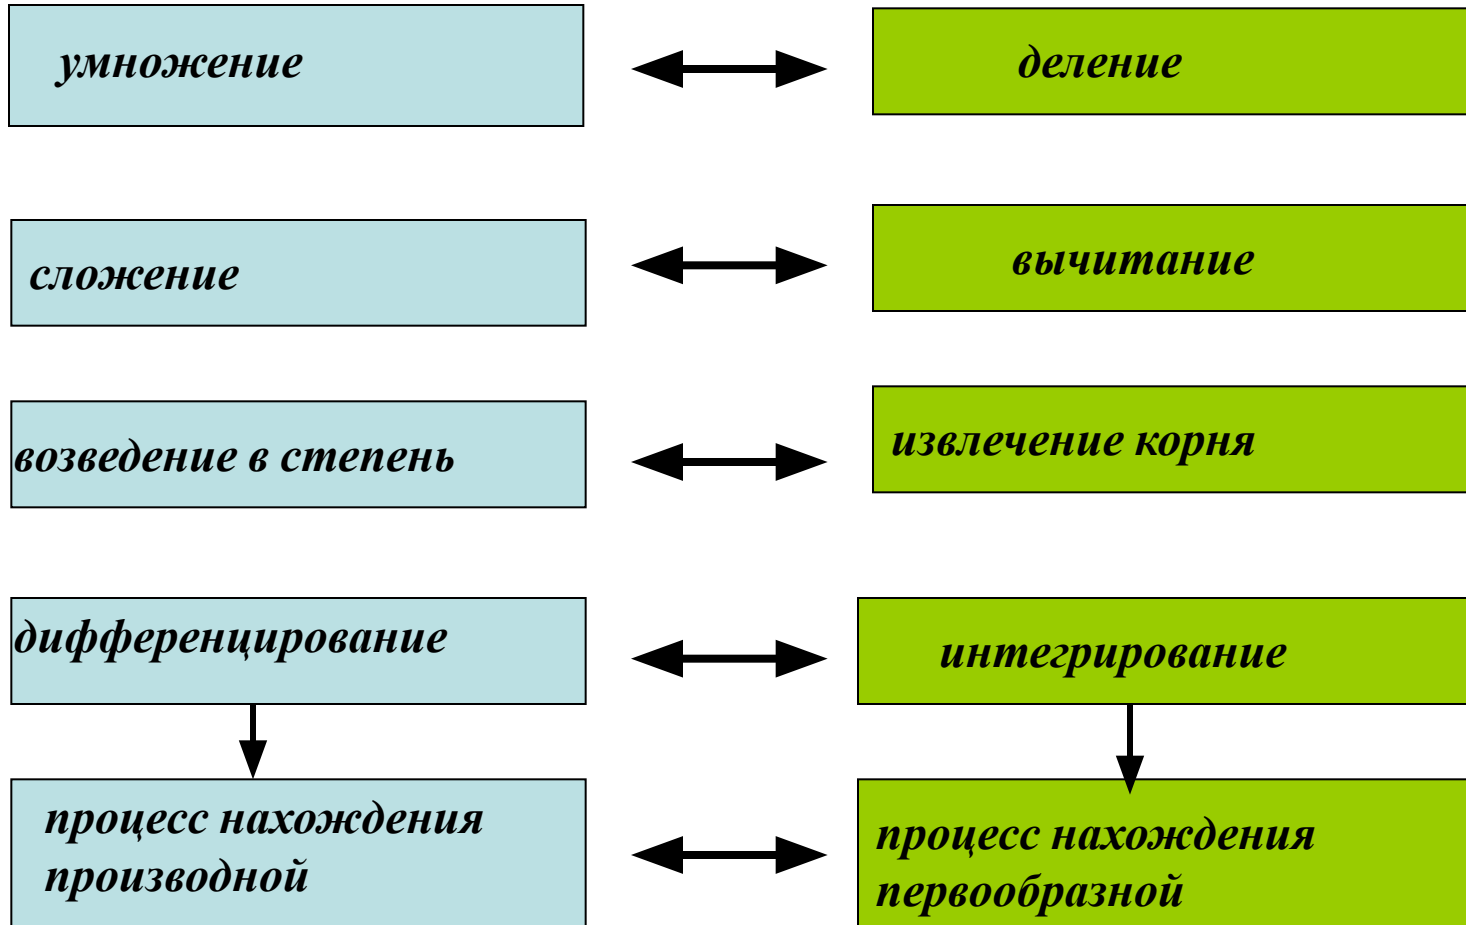 умножение
деление
сложение
вычитание
возведение в степень
извлечение корня
дифференцирование
интегрирование
процесс нахождения
производной
процесс нахождения
первообразной